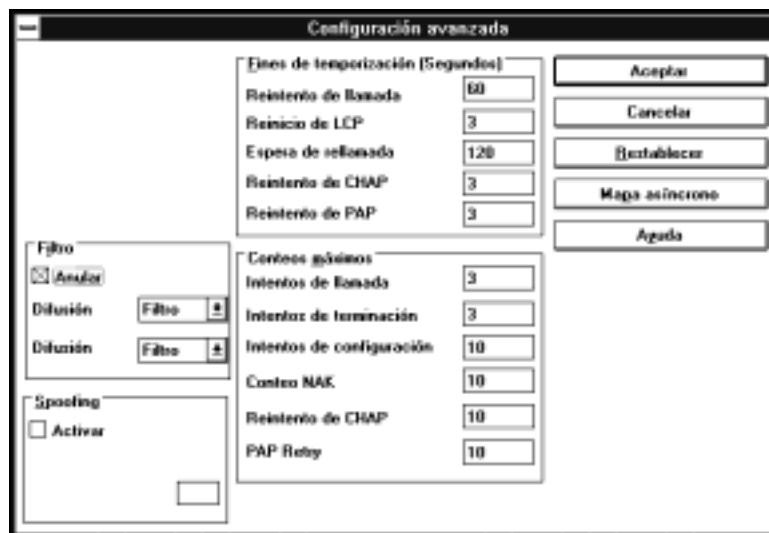 Configuración avanzada
Fines de temporización (Segundos)
Reintento de llamada 60
Reinicio de LCP 3
Espera de rellamada 120
Reintento de CHAP 3
Reintento de PAP 3
Aceptar
Cancelar
Restablecer
Mapa asíncrono
Ayuda
Filtro
Anular
Difusión Filtro
Difusión Filtro
Conteos máximos
Intentos de llamada 3
Intentos de terminación 3
Intentos de configuración 10
Conteo NAK 10
Reintento de CHAP 10
PAP Retry 10
Spoofing
Activar